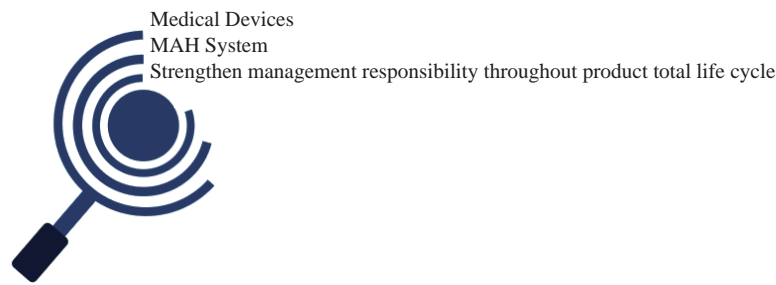 Medical Devices
MAH System
Strengthen management responsibility throughout product total life cycle